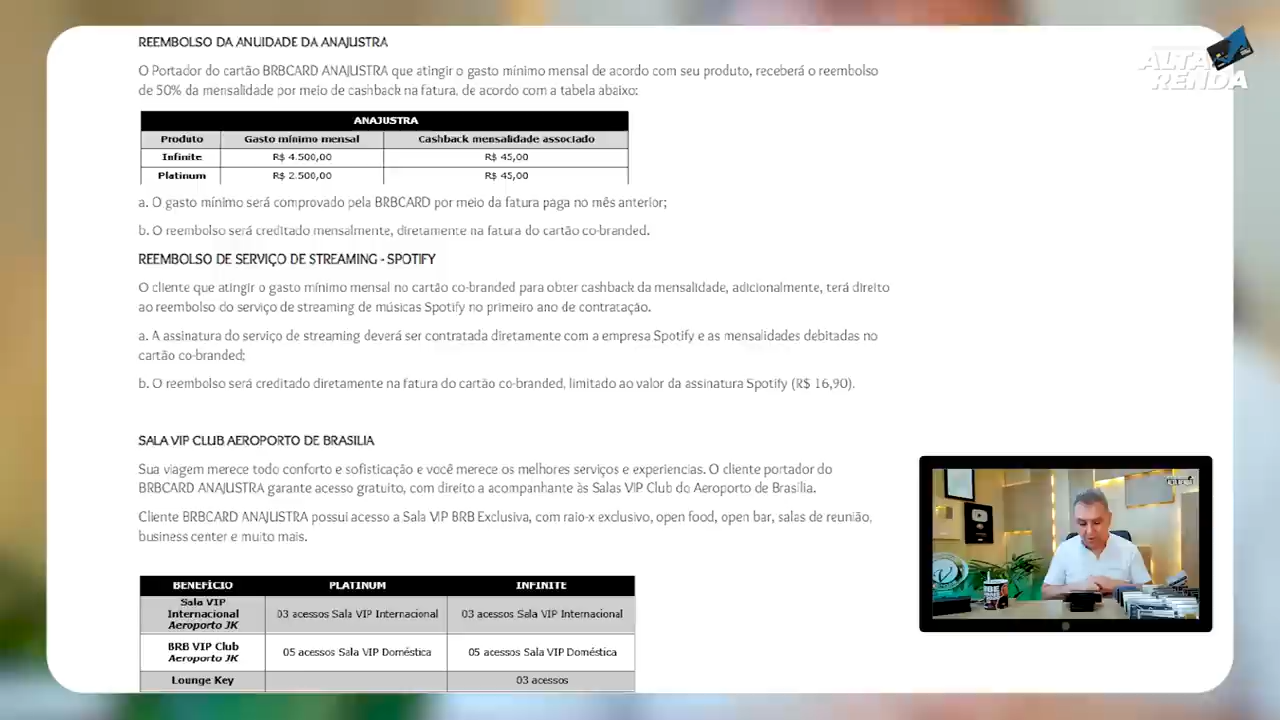 ALTA
RENDA
REEMBOLSO DA ANUIDADE DA ANAJUSTRA
O Portador do cartão BRBCARD ANAJUSTRA que atingir o gasto mínimo mensal de acordo com seu produto, receberá o reembolso
de 50% da mensalidade por meio de cashback na fatura, de acordo com a tabela abaixo:
ANAJUSTRA
Produto Gasto mínimo mensal Cashback mensalidade associado
Infinite R$ 4.500,00 R$ 45,00
Platinum R$ 2.500,00 R$ 45,00
a. O gasto mínimo será comprovado pela BRBCARD por meio da fatura paga no mês anterior;
b. O reembolso será creditado mensalmente, diretamente na fatura do cartão co-branded.
REEMBOLSO DE SERVIÇO DE STREAMING - SPOTIFY
O cliente que atingir o gasto mínimo mensal no cartão co-branded para obter cashback da mensalidade, adicionalmente, terá direito
ao reembolso do serviço de streaming de músicas Spotify no primeiro ano de contratação.
a. A assinatura do serviço de streaming deverá ser contratada diretamente com a empresa Spotify e as mensalidades debitadas no
cartão co-branded;
b. O reembolso será creditado diretamente na fatura do cartão co-branded, limitado ao valor da assinatura Spotify (R$ 16,90).
SALA VIP CLUB AEROPORTO DE BRASILIA
Sua viagem merece todo conforto e sofisticação e você merece os melhores serviços e experiencias. O cliente portador do
BRBCARD ANAJUSTRA garante acesso gratuito, com direito a acompanhante às Salas VIP Club do Aeroporto de Brasília.
Cliente BRBCARD ANAJUSTRA possui acesso a Sala VIP BRB Exclusiva, com raio-x exclusivo, open food, open bar, salas de reunião,
business center e muito mais.
BENEFÍCIO PLATINUM INFINITE
Sala VIP
Internacional
Aeroporto JK
03 acessos Sala VIP Internacional 03 acessos Sala VIP Internacional
BRB VIP Club
Aeroporto JK
05 acessos Sala VIP Doméstica 05 acessos Sala VIP Doméstica
Lounge Key 03 acessos